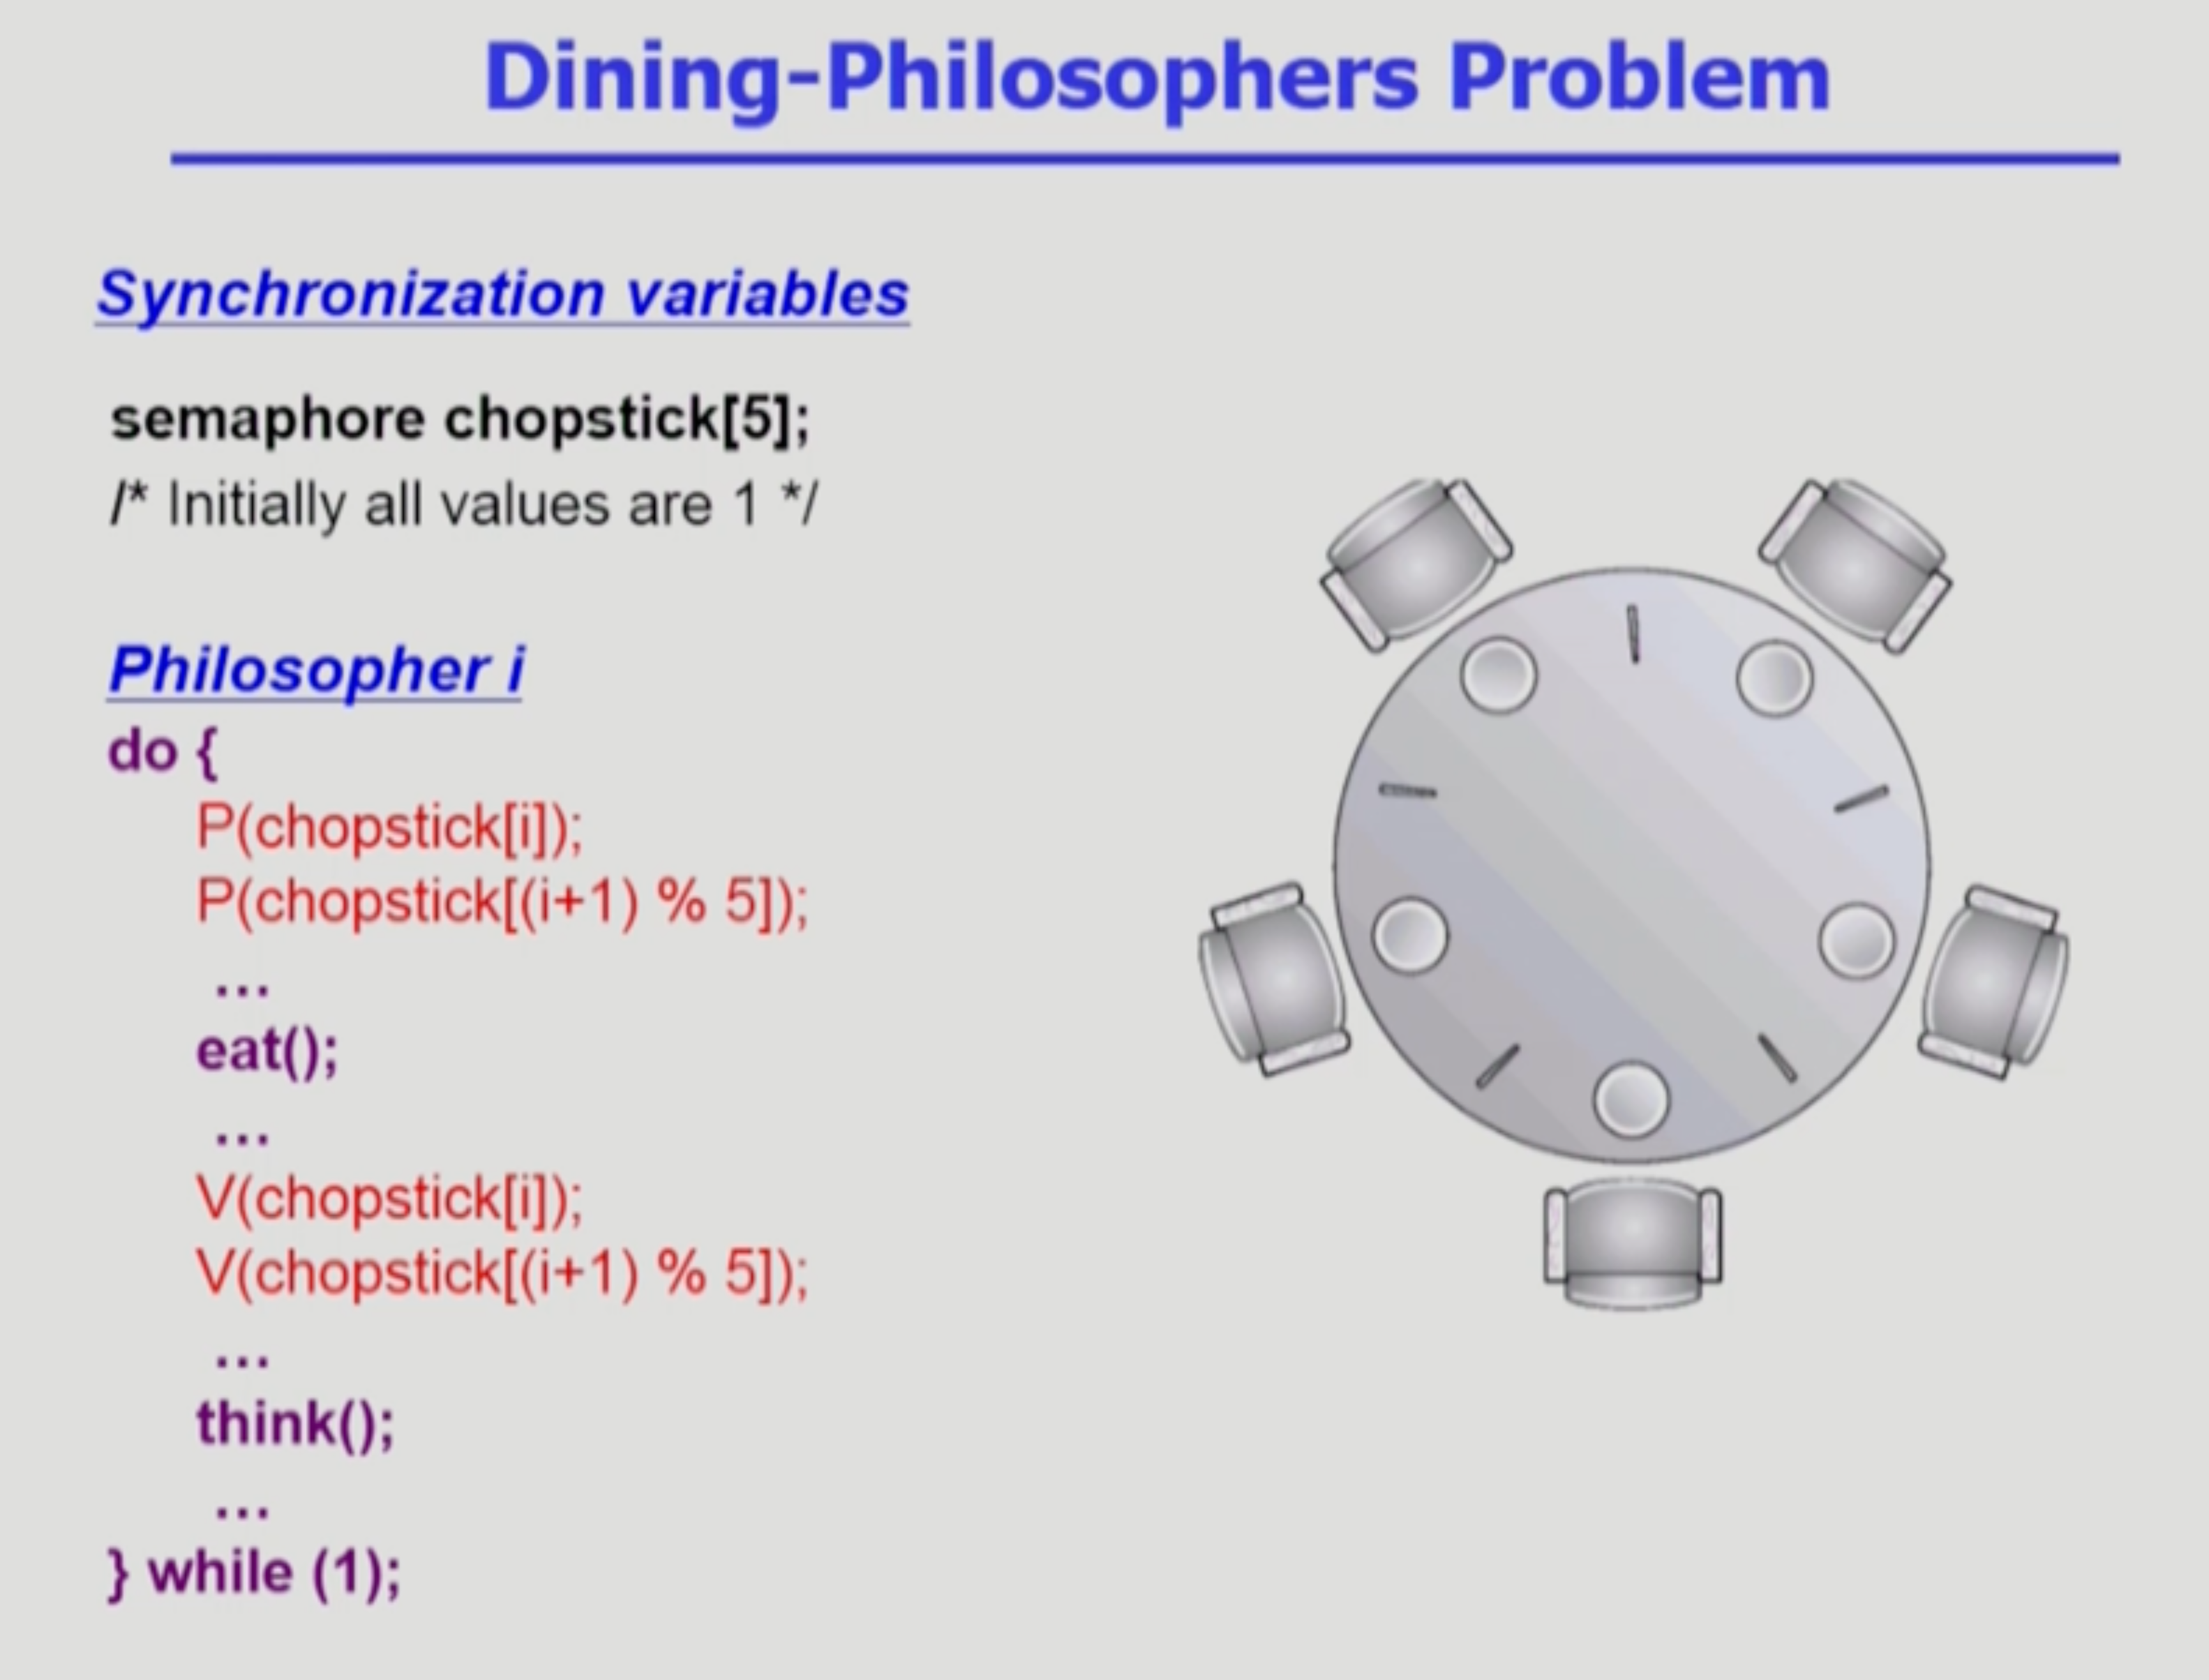 Dining-Philosophers Problem
Synchronization variables
semaphore chopstick[5];
/* Initially all values are 1 */
Philosopher i
do {
P(chopstick[i]);
P(chopstick[(i+1) % 5]);
...
eat();
...
V(chopstick[i]);
V(chopstick[(i+1) % 5]);
...
think();
...
} while (1);